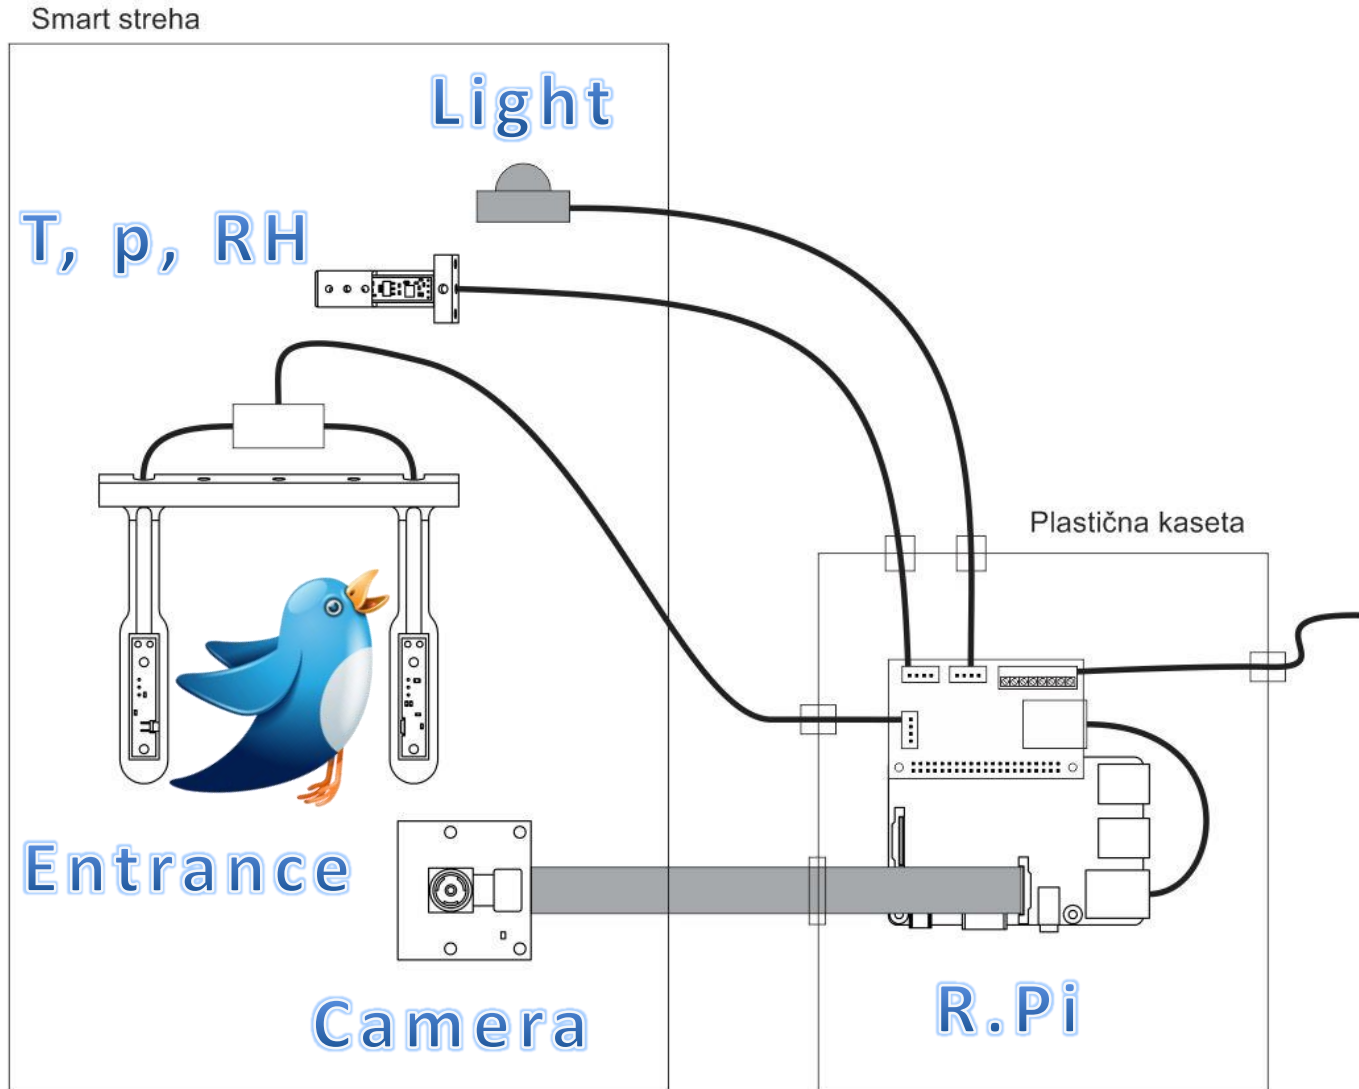 Smart streha
Light
T, p, RH
Plastična kaseta
Entrance
Camera
R.Pi